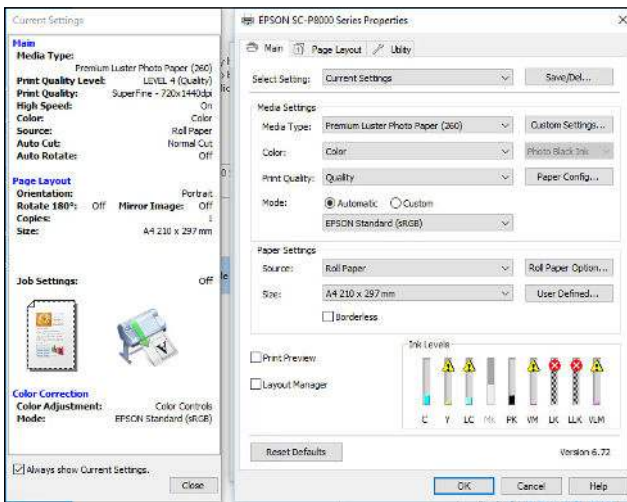 Current Settings
Main
Media Type:
Premium Luster Photo Paper (260)
Print Quality Level: LEVEL 4 (Quality)
Print Quality: SuperFine - 720x1440dpi
High Speed: On
Color: Color
Source: Roll Paper
Auto Cut: Normal Cut
Auto Rotate: Off
Page Layout
Orientation: Portrait
Rotate 180°: Off Mirror Image: Off
Copies: 1
Size: A4 210 x 297 mm
Job Settings: Off
Color Correction
Color Adjustment: Color Controls
Mode: EPSON Standard (sRGB)
Always show Current Settings.
Close
EPSON SC-P8000 Series Properties
Main Page Layout Utility
Select Setting: Current Settings Save/Del...
Media Settings
Media Type: Premium Luster Photo Paper (260) Custom Settings...
Color: Color Photo Black Ink
Print Quality: Quality Paper Config...
Mode: Automatic Custom
EPSON Standard (sRGB)
Paper Settings
Source: Roll Paper Roll Paper Option...
Size: A4 210 x 297 mm User Defined...
Borderless
Print Preview
Layout Manager
Ink Levels
C Y LC MK PK VM LK LLK VLM
Reset Defaults Version 6.72
OK Cancel Help